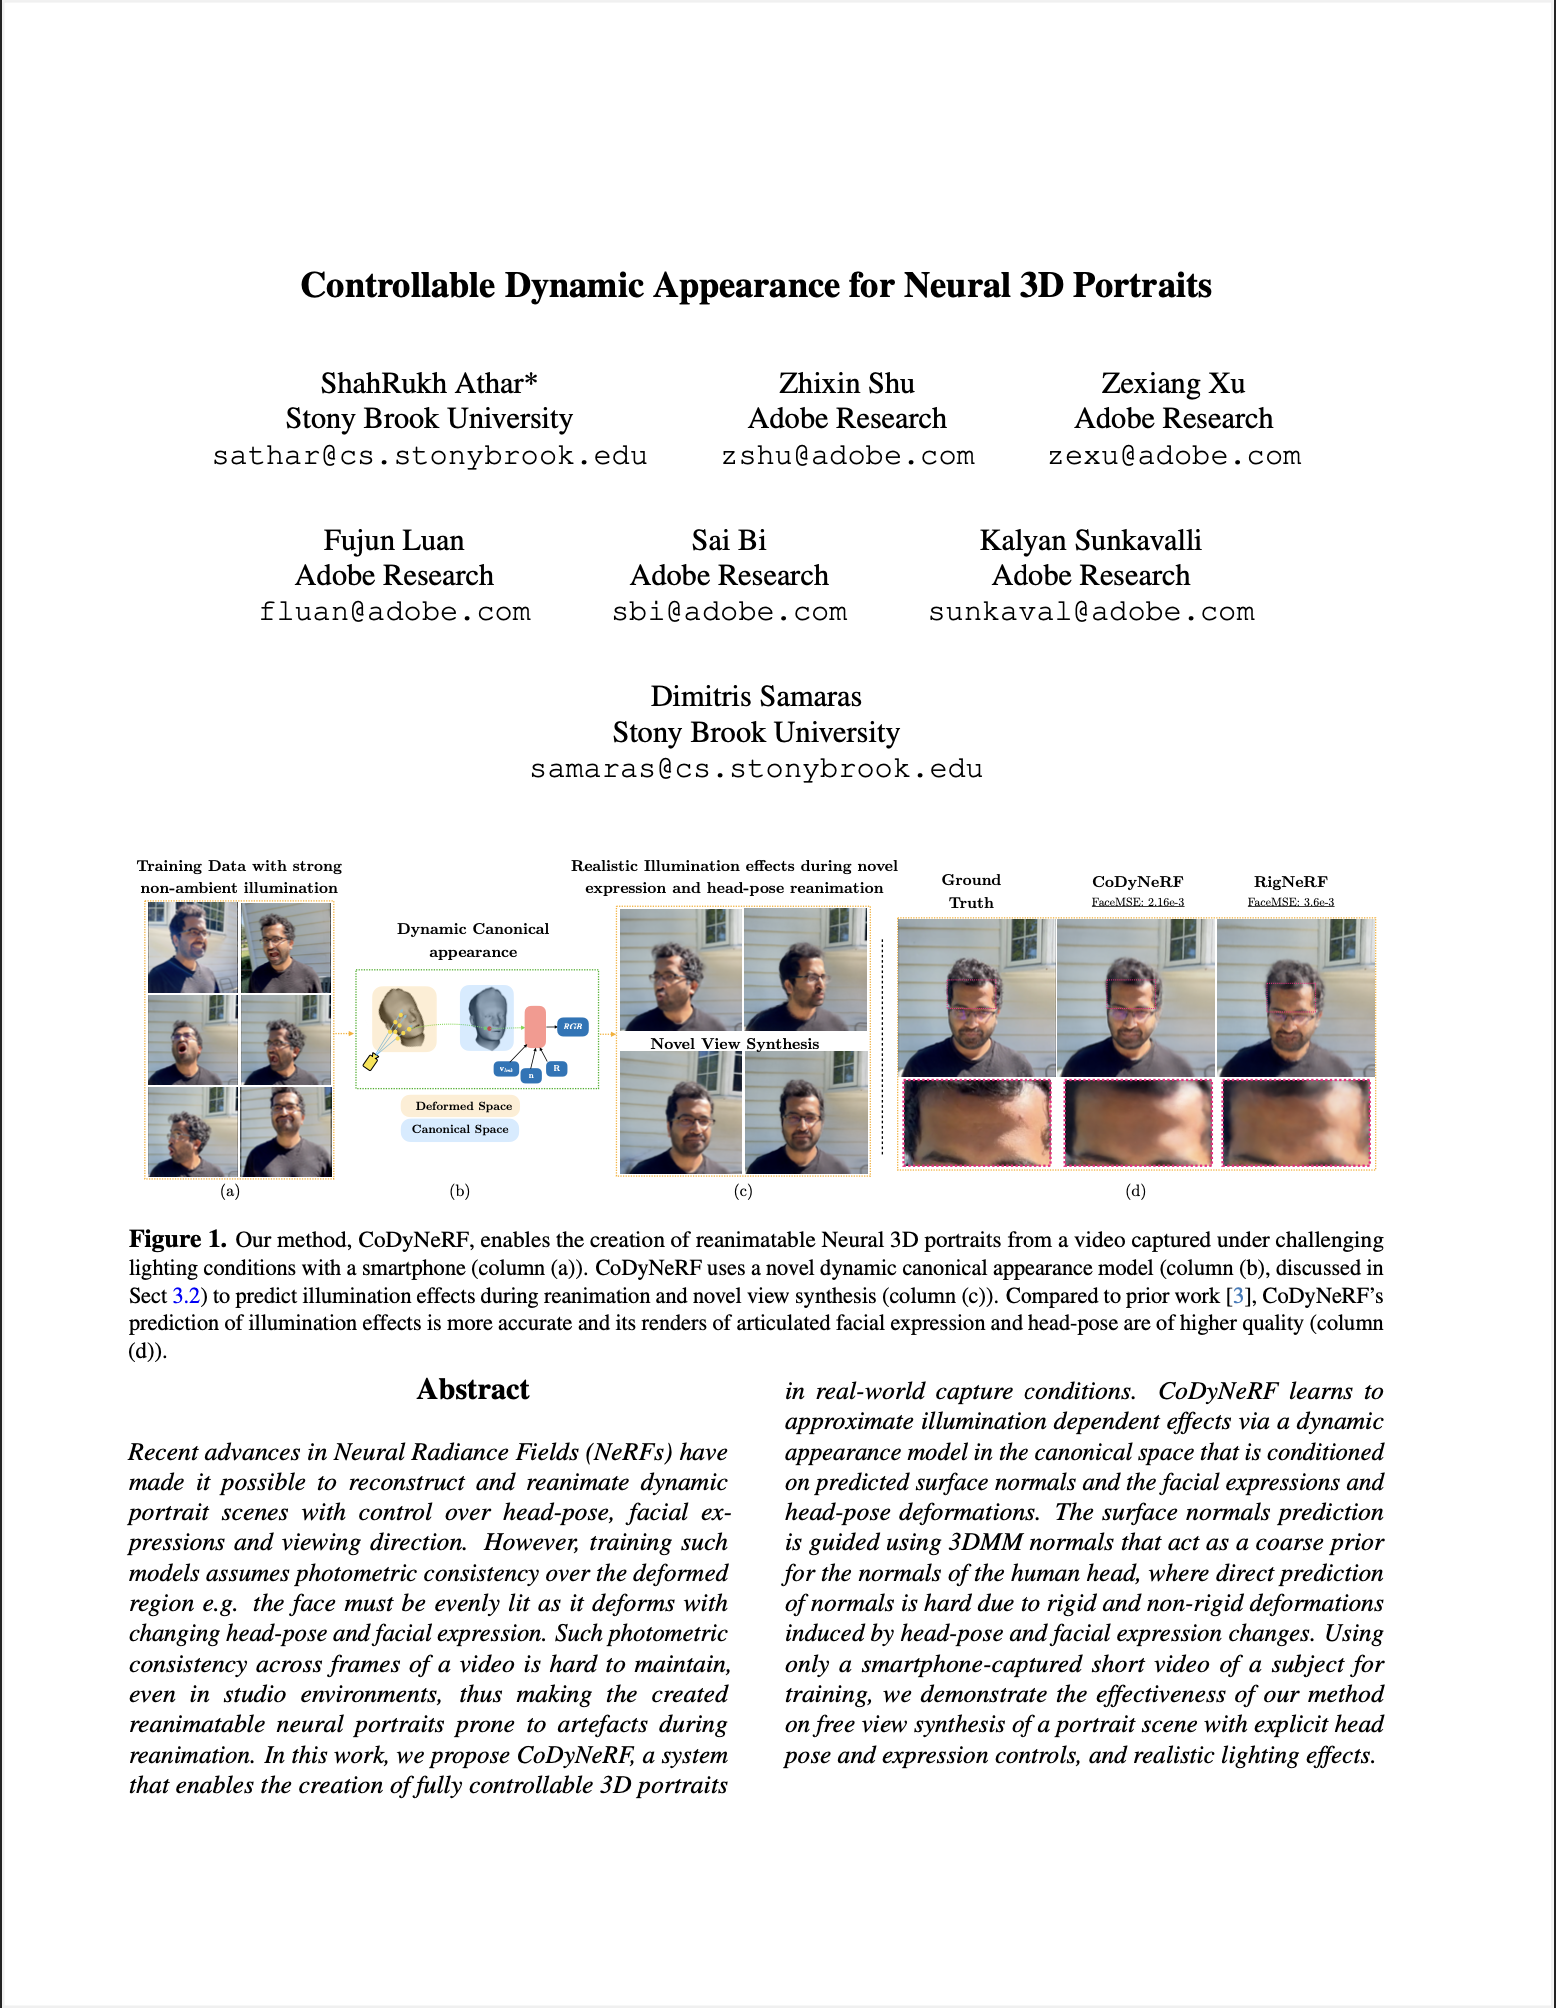 Controllable Dynamic Appearance for Neural 3D Portraits
ShahRukh Athar*
Stony Brook University
sathar@cs.stonybrook.edu
Zhixin Shu
Adobe Research
zshu@adobe.com
Zexiang Xu
Adobe Research
zexu@adobe.com
Fujun Luan
Adobe Research
fluan@adobe.com
Sai Bi
Adobe Research
sbi@adobe.com
Kalyan Sunkavalli
Adobe Research
sunkaval@adobe.com
Dimitris Samaras
Stony Brook University
samaras@cs.stonybrook.edu
Training Data with strong
non-ambient illumination
(a)
Dynamic Canonical
appearance
RGB
n
R
Deformed Space
Canonical Space
(b)
Realistic Illumination effects during novel
expression and head-pose reanimation
Novel View Synthesis
(c)
Ground
Truth
CoDyNeRF
FaceMSE: 2.16e-3
RigNeRF
FaceMSE: 3.6e-3
(d)
Figure 1. Our method, CoDyNeRF, enables the creation of reanimatable Neural 3D portraits from a video captured under challenging
lighting conditions with a smartphone (column (a)). CoDyNeRF uses a novel dynamic canonical appearance model (column (b), discussed in
Sect 3.2) to predict illumination effects during reanimation and novel view synthesis (column (c)). Compared to prior work [3], CoDyNeRF's
prediction of illumination effects is more accurate and its renders of articulated facial expression and head-pose are of higher quality (column
(d)).
Abstract
Recent advances in Neural Radiance Fields (NeRFs) have
made it possible to reconstruct and reanimate dynamic
portrait scenes with control over head-pose, facial ex-
pressions and viewing direction. However, training such
models assumes photometric consistency over the deformed
region e.g. the face must be evenly lit as it deforms with
changing head-pose and facial expression. Such photometric
consistency across frames of a video is hard to maintain,
even in studio environments, thus making the created
reanimatable neural portraits prone to artefacts during
reanimation. In this work, we propose CoDyNeRF, a system
that enables the creation of fully controllable 3D portraits
in real-world capture conditions. CoDyNeRF learns to
approximate illumination dependent effects via a dynamic
appearance model in the canonical space that is conditioned
on predicted surface normals and the facial expressions and
head-pose deformations. The surface normals prediction
is guided using 3DMM normals that act as a coarse prior
for the normals of the human head, where direct prediction
of normals is hard due to rigid and non-rigid deformations
induced by head-pose and facial expression changes. Using
only a smartphone-captured short video of a subject for
training, we demonstrate the effectiveness of our method
on free view synthesis of a portrait scene with explicit head
pose and expression controls, and realistic lighting effects.